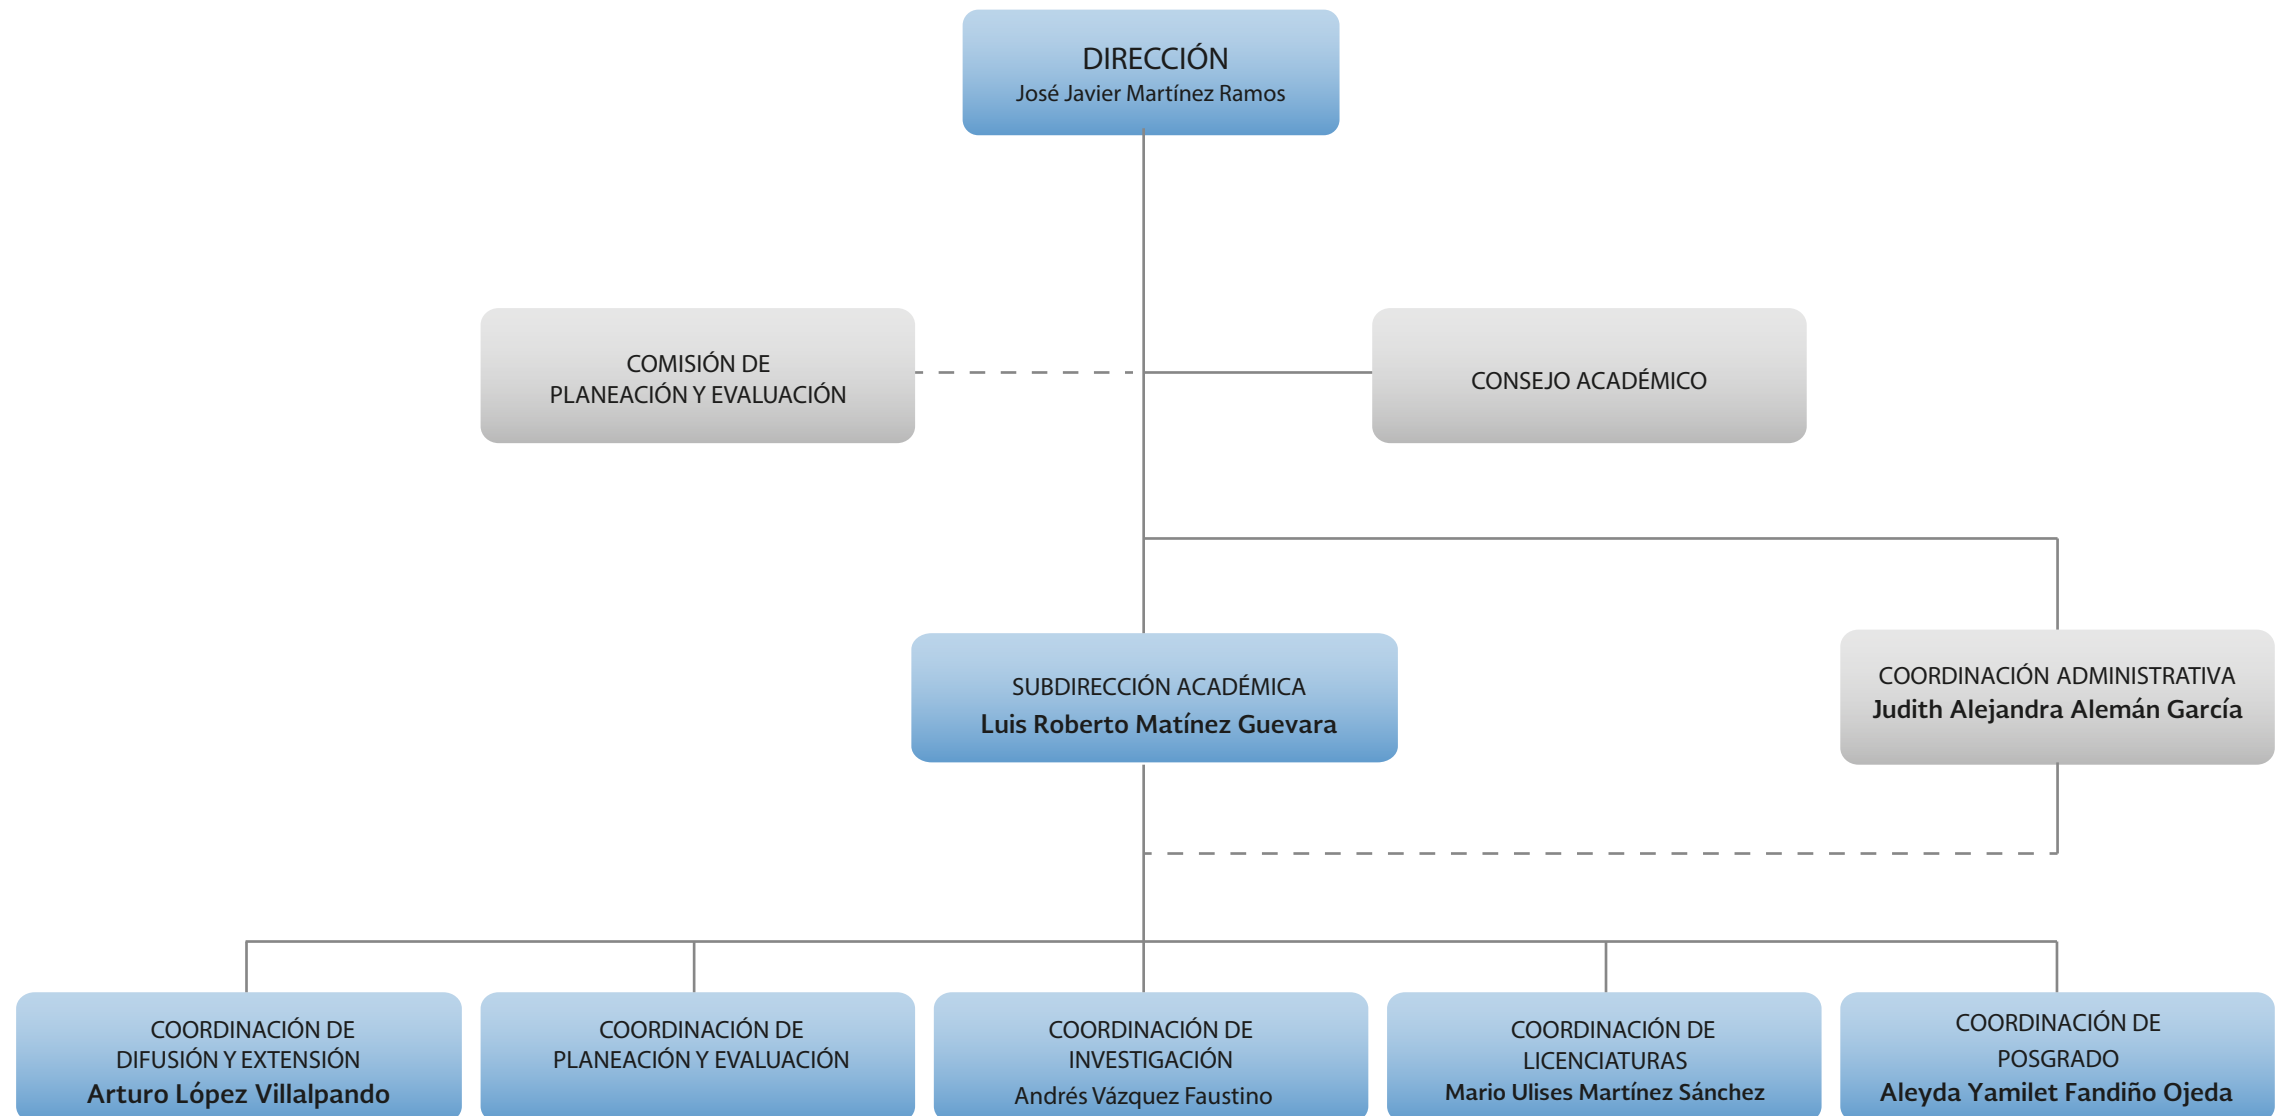 DIRECCIÓN
José Javier Martínez Ramos
COMISIÓN DE
PLANEACIÓN Y EVALUACIÓN
CONSEJO ACADÉMICO
SUBDIRECCIÓN ACADÉMICA
Luis Roberto Matínez Guevara
COORDINACIÓN ADMINISTRATIVA
Judith Alejandra Alemán García
COORDINACIÓN DE
DIFUSIÓN Y EXTENSIÓN
Arturo López Villalpando
COORDINACIÓN DE
PLANEACIÓN Y EVALUACIÓN
COORDINACIÓN DE
INVESTIGACIÓN
Andrés Vázquez Faustino
COORDINACIÓN DE
LICENCIATURAS
Mario Ulises Martínez Sánchez
COORDINACIÓN DE
POSGRADO
Aleyda Yamilet Fandiño Ojeda